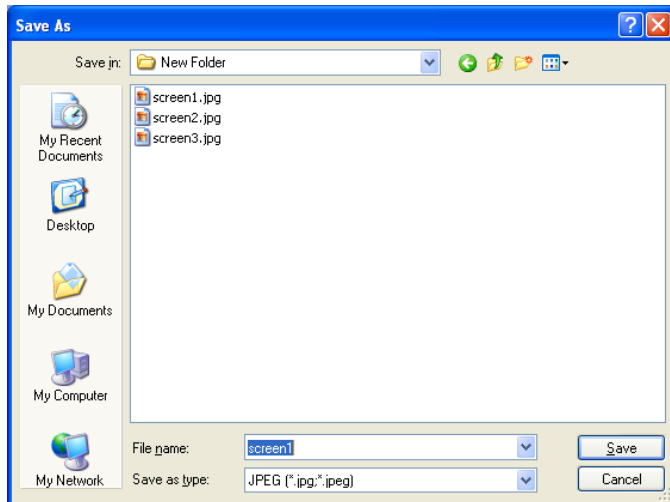 Save As
Save in:
New Folder
My Recent
Documents
Desktop
My Documents
My Computer
My Network
screen1.jpg
screen2.jpg
screen3.jpg
File name:
screen1
Save
Save as type:
JPEG (*.jpg;*.jpeg)
Cancel